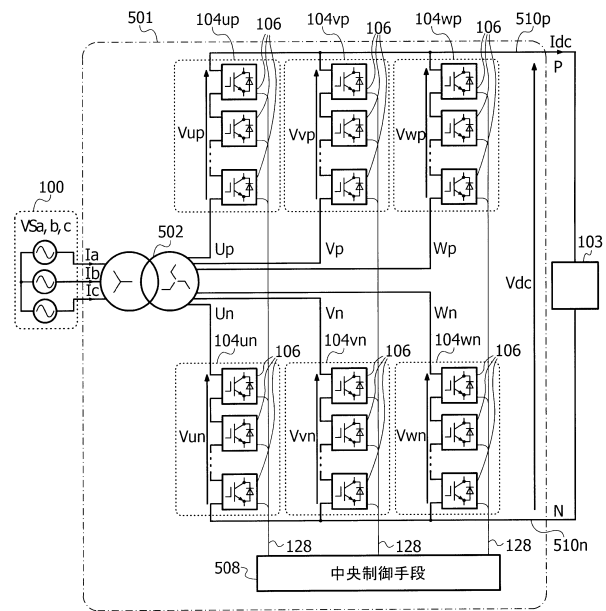 501
104up
106
104vp
106
104wp
106
510p
Idc
P
Vup
Vvp
Vwp
100
VSa,b,c
502
Ia
Ib
Ic
Up
Vp
Wp
103
Vdc
Un
Vn
Wn
104un
106
104vn
106
104wn
106
Vun
Vvn
Vwn
N
510n
128
128
128
508
中央制御手段